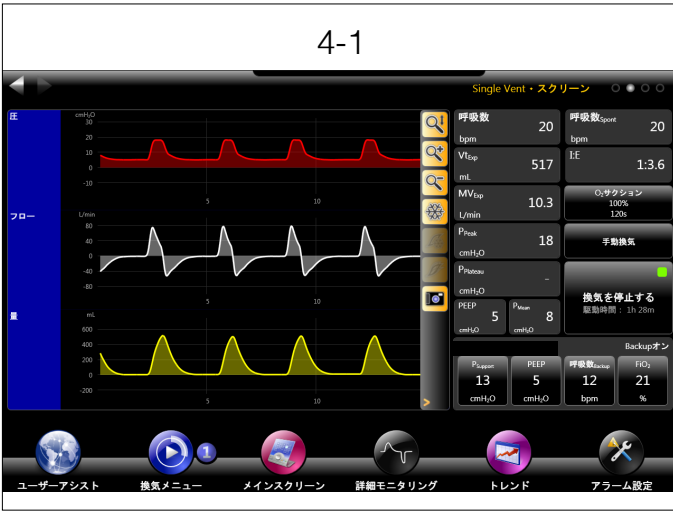 4-1
Single Vent・スクリーン
圧
cmH₂O
30
20
10
0
-10
5
10
フロー
L/min
80
40
0
-40
-80
5
10
量
mL
600
400
200
0
-200
5
10
呼吸数
20
bpm
呼吸数Spont
20
bpm
VtExp
517
mL
I:E
1:3.6
MVExp
10.3
L/min
O₂サクション
100%
120s
PPeak
18
cmH₂O
手動換気
PPlateau
-
cmH₂O
換気を停止する
駆動時間： 1h 28m
PEEP
5
cmH₂O
PMean
8
cmH₂O
Backupオン
PSupport
13
cmH₂O
PEEP
5
cmH₂O
呼吸数Backup
12
bpm
FiO₂
21
%
1
ユーザーアシスト
換気メニュー
メインスクリーン
詳細モニタリング
トレンド
アラーム設定